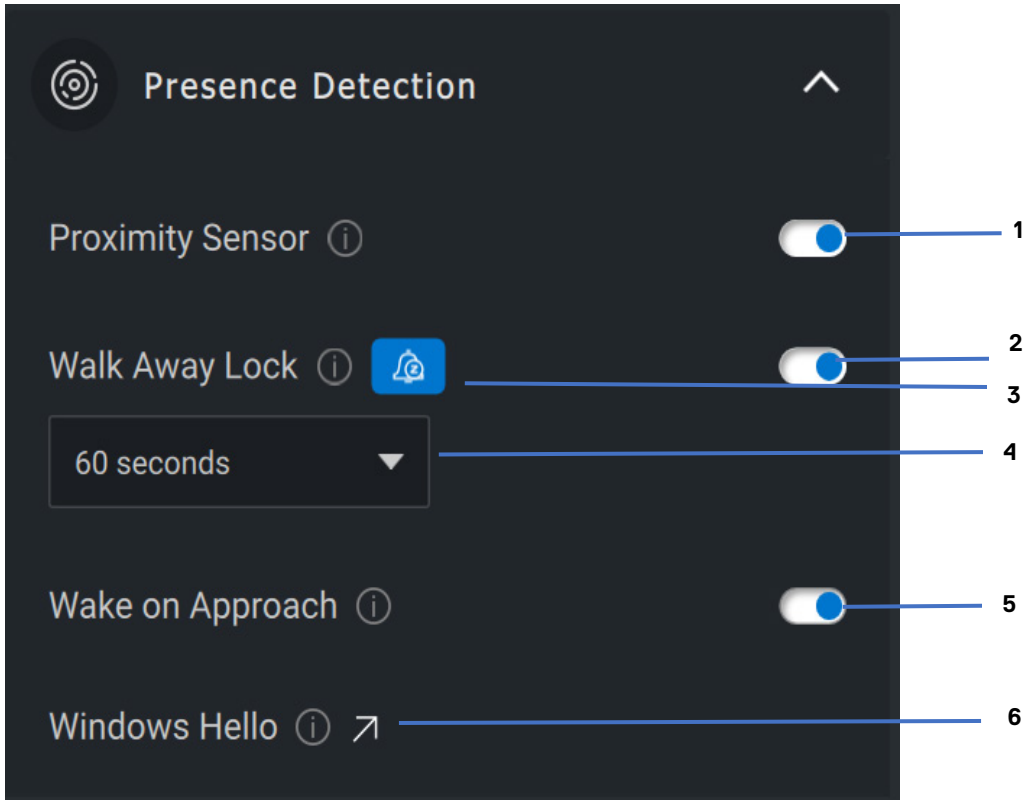 Presence Detection
Proximity Sensor
1
Walk Away Lock
2
3
60 seconds
4
Wake on Approach
5
Windows Hello
6